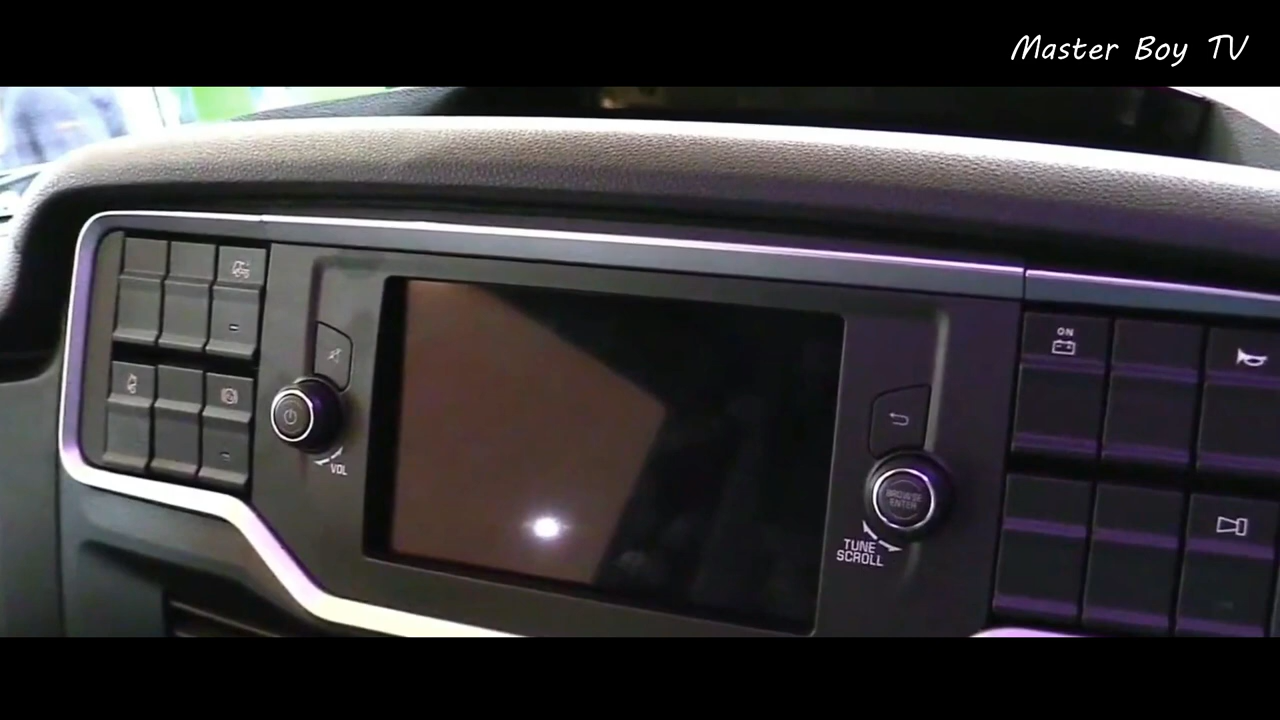 Master Boy TV
ON
VOL
BROWSE
ENTER
TUNE
SCROLL